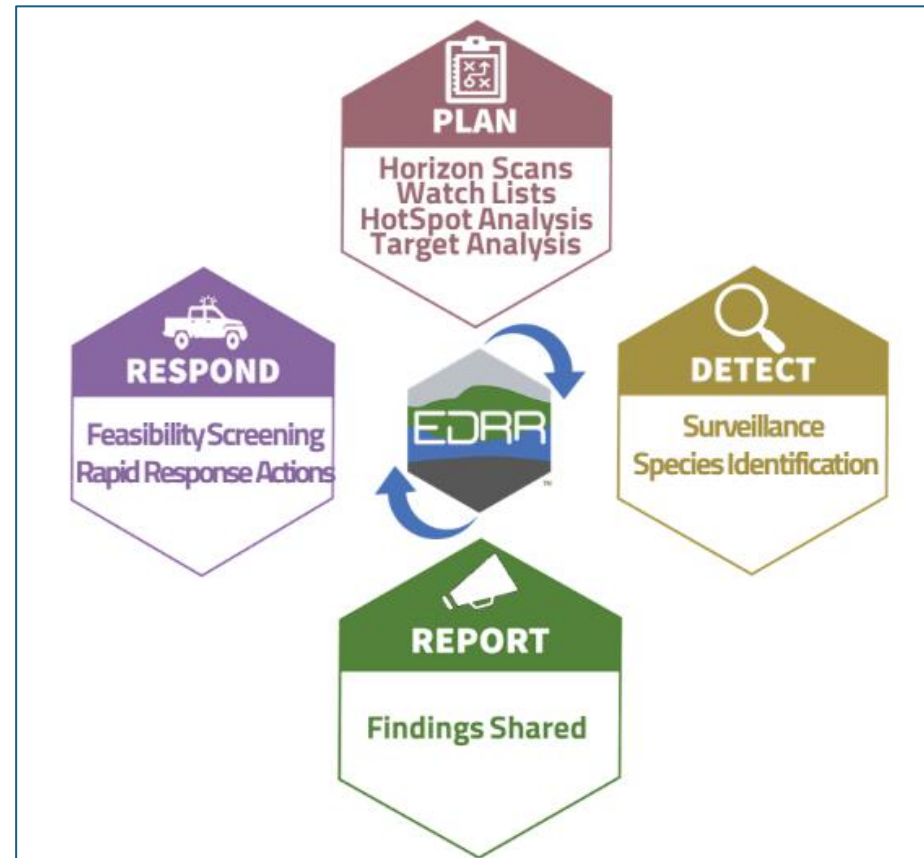 PLAN
Horizon Scans
Watch Lists
HotSpot Analysis
Target Analysis
RESPOND
Feasibility Screening
Rapid Response Actions
EDRR
TM
DETECT
Surveillance
Species Identification
REPORT
Findings Shared